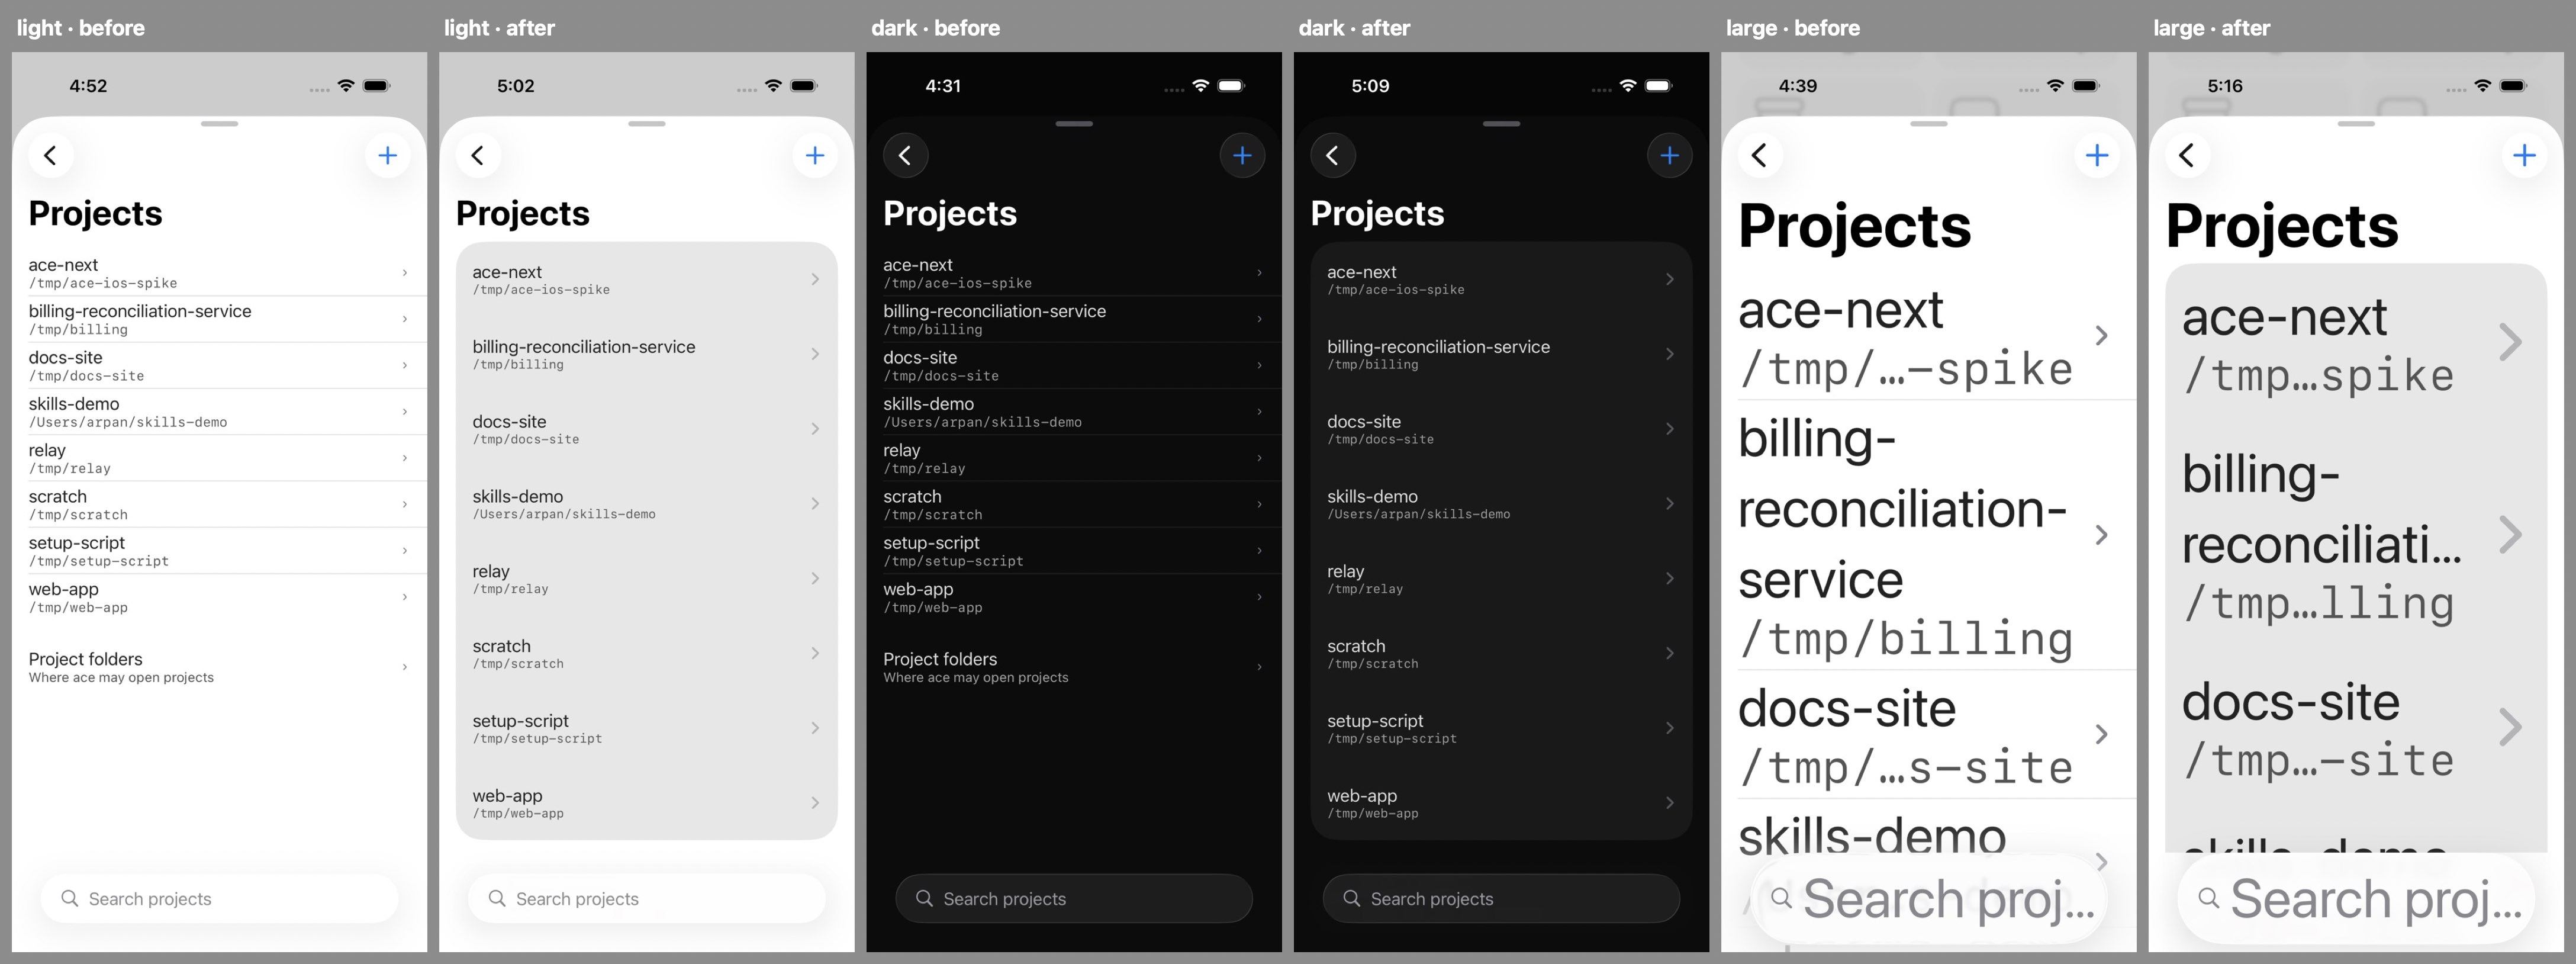 light · before
4:52
Projects
ace-next
/tmp/ace-ios-spike
billing-reconciliation-service
/tmp/billing
docs-site
/tmp/docs-site
skills-demo
/Users/arpan/skills-demo
relay
/tmp/relay
scratch
/tmp/scratch
setup-script
/tmp/setup-script
web-app
/tmp/web-app
Project folders
Where ace may open projects
Search projects
light · after
5:02
Projects
ace-next
/tmp/ace-ios-spike
billing-reconciliation-service
/tmp/billing
docs-site
/tmp/docs-site
skills-demo
/Users/arpan/skills-demo
relay
/tmp/relay
scratch
/tmp/scratch
setup-script
/tmp/setup-script
web-app
/tmp/web-app
Search projects
dark · before
4:31
Projects
ace-next
/tmp/ace-ios-spike
billing-reconciliation-service
/tmp/billing
docs-site
/tmp/docs-site
skills-demo
/Users/arpan/skills-demo
relay
/tmp/relay
scratch
/tmp/scratch
setup-script
/tmp/setup-script
web-app
/tmp/web-app
Project folders
Where ace may open projects
Search projects
dark · after
5:09
Projects
ace-next
/tmp/ace-ios-spike
billing-reconciliation-service
/tmp/billing
docs-site
/tmp/docs-site
skills-demo
/Users/arpan/skills-demo
relay
/tmp/relay
scratch
/tmp/scratch
setup-script
/tmp/setup-script
web-app
/tmp/web-app
Search projects
large · before
4:39
Projects
ace-next
/tmp/…-spike
billing-
reconciliation-
service
/tmp/billing
docs-site
/tmp/…s-site
skills-demo
Search proj…
large · after
5:16
Projects
ace-next
/tmp…spike
billing-
reconciliati…
/tmp…lling
docs-site
/tmp…-site
skills-demo
Search proj…